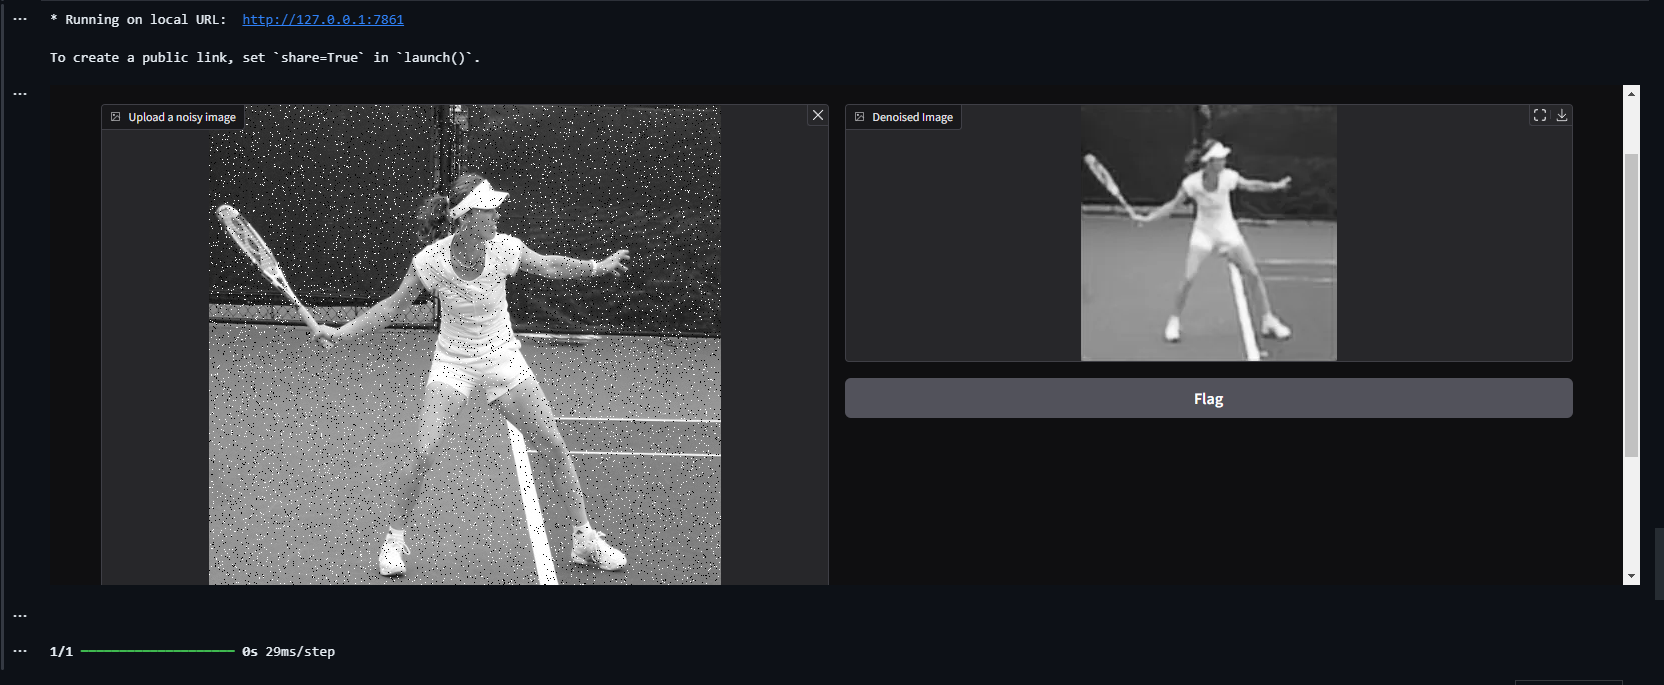 * Running on local URL:  http://127.0.0.1:7861
To create a public link, set `share=True` in `launch()`.
Upload a noisy image
Denoised Image
Flag
1/1 0s 29ms/step